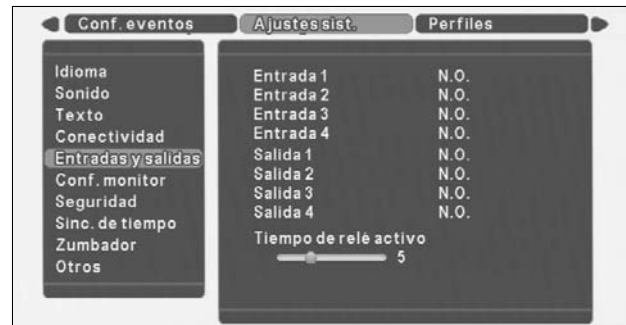 Conf. eventos Ajustes sist. Perfiles
Idioma
Sonido
Texto
Conectividad
Entradas y salidas
Conf. monitor
Seguridad
Sinc. de tiempo
Zumbador
Otros
Entrada 1 N.O.
Entrada 2 N.O.
Entrada 3 N.O.
Entrada 4 N.O.
Salida 1 N.O.
Salida 2 N.O.
Salida 3 N.O.
Salida 4 N.O.
Tiempo de relé activo
5